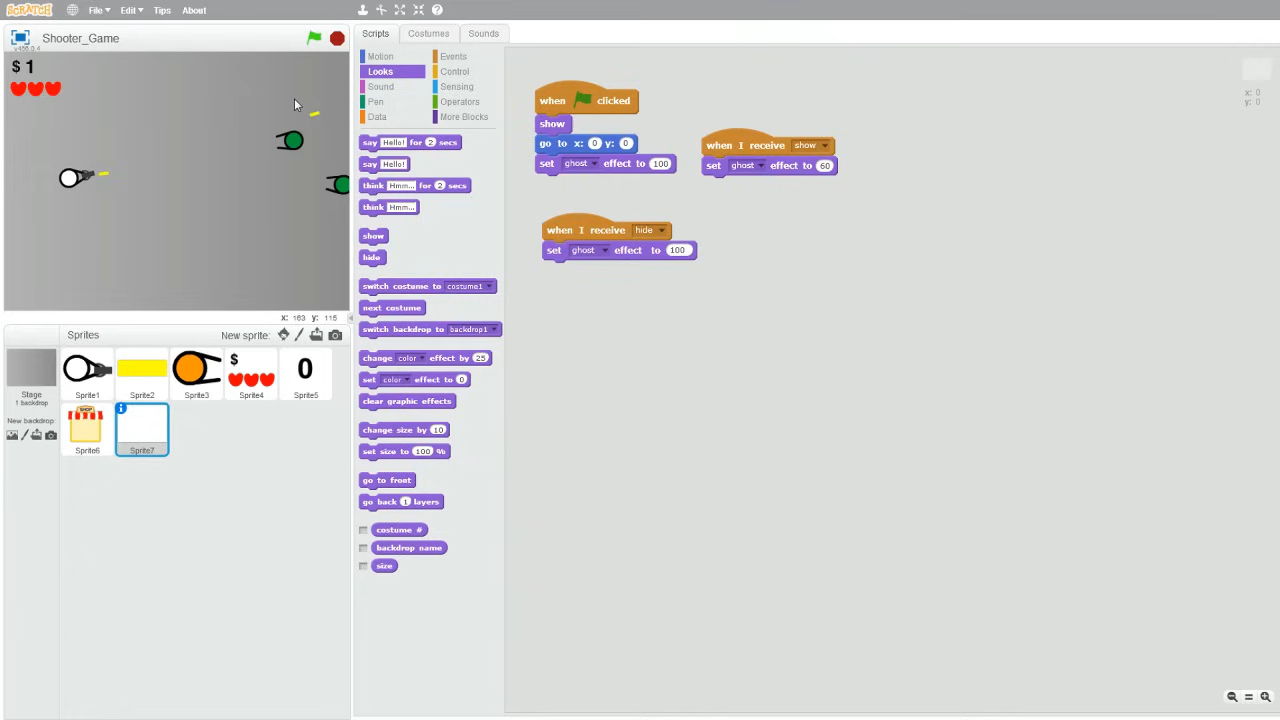 SCRATCH File Edit Tips About
Shooter_Game
v456.0.4
$ 1
x: 163 y: 115
Sprites New sprite:
Stage
1 backdrop
New backdrop:
Sprite1
Sprite2
$
Sprite3
Sprite4
0
Sprite5
SHOP
Sprite6
Sprite7
Scripts Costumes Sounds
Motion Events
Looks Control
Sound Sensing
Pen Operators
Data More Blocks
say Hello! for 2 secs
say Hello!
think Hmm... for 2 secs
think Hmm...
show
hide
switch costume to costume1
next costume
switch backdrop to backdrop1
change color effect by 25
set color effect to 0
clear graphic effects
change size by 10
set size to 100 %
go to front
go back 1 layers
costume #
backdrop name
size
when clicked
show
go to x: 0 y: 0
set ghost effect to 100
when I receive show
set ghost effect to 60
when I receive hide
set ghost effect to 100
x: 0
y: 0